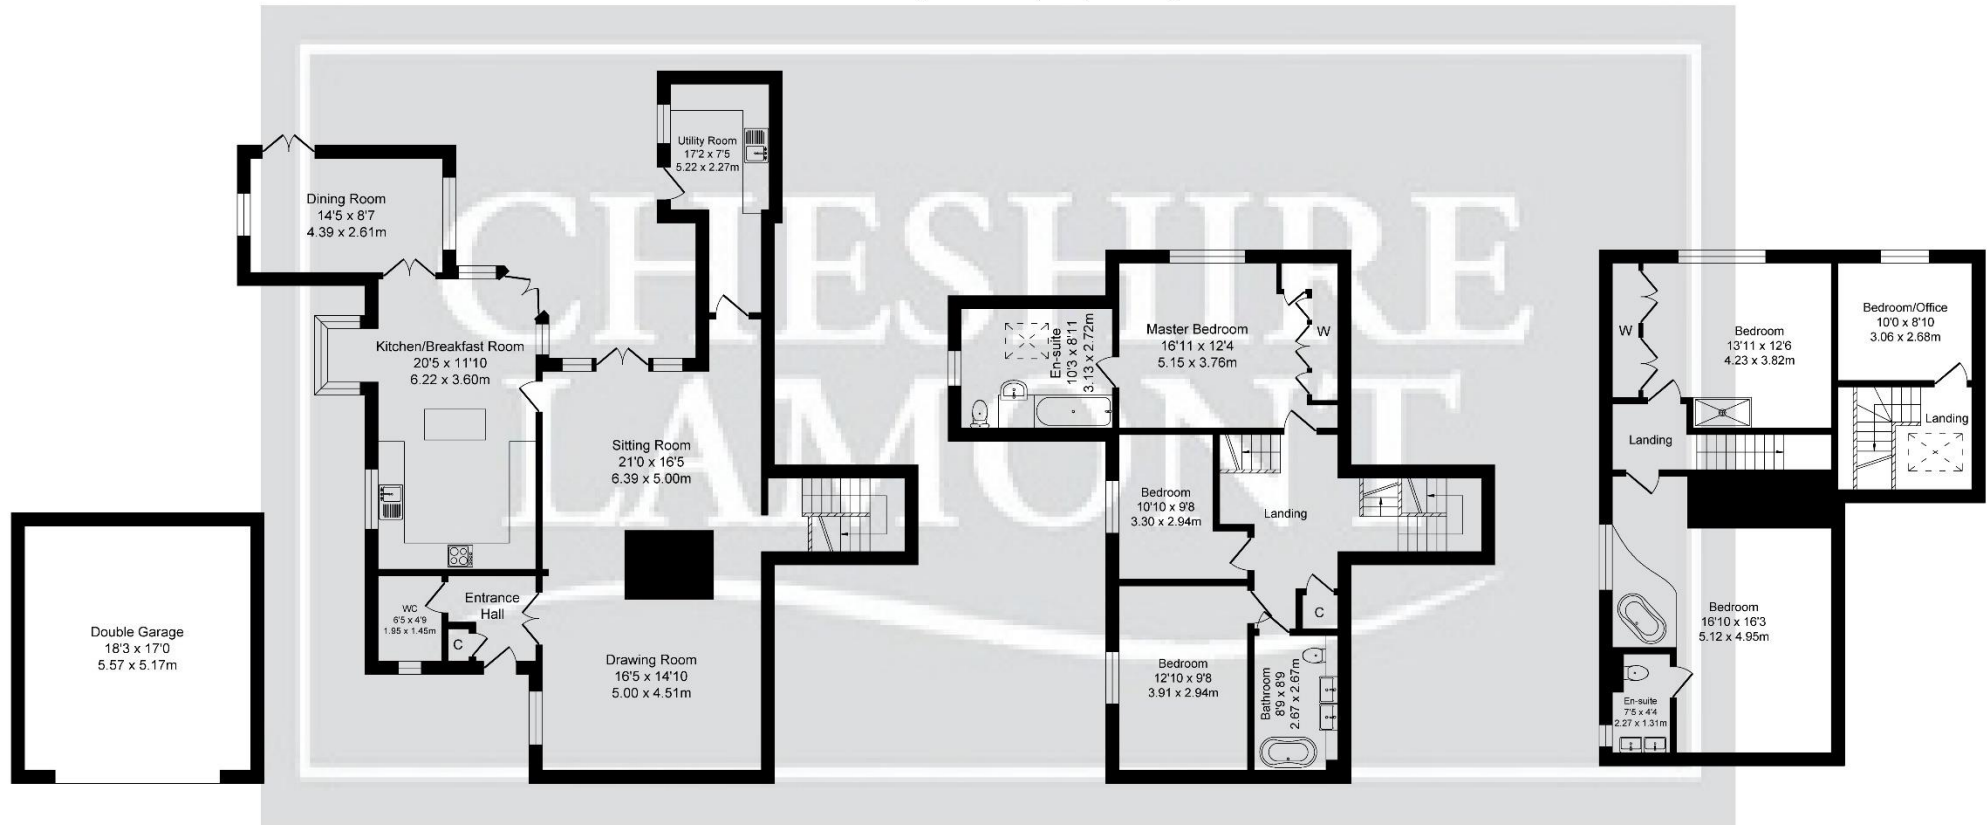 CHESHIRE
LAMONT
Utility Room
17'2 x 7'5
5.22 x 2.27m
Dining Room
14'5 x 8'7
4.39 x 2.61m
Kitchen/Breakfast Room
20'5 x 11'10
6.22 x 3.60m
Sitting Room
21'0 x 16'5
6.39 x 5.00m
Entrance
Hall
WC
6'5 x 4'9
1.95 x 1.45m
C
Drawing Room
16'5 x 14'10
5.00 x 4.51m
Double Garage
18'3 x 17'0
5.57 x 5.17m
En-suite
10'3 x 8'11
3.13 x 2.72m
Master Bedroom
16'11 x 12'4
5.15 x 3.76m
W
Bedroom
10'10 x 9'8
3.30 x 2.94m
Landing
C
Bedroom
12'10 x 9'8
3.91 x 2.94m
Bathroom
8'9 x 8'9
2.67 x 2.67m
W
Bedroom
13'11 x 12'6
4.23 x 3.82m
Bedroom/Office
10'0 x 8'10
3.06 x 2.68m
Landing
Landing
Bedroom
16'10 x 16'3
5.12 x 4.95m
En-suite
7'5 x 4'4
2.27 x 1.31m